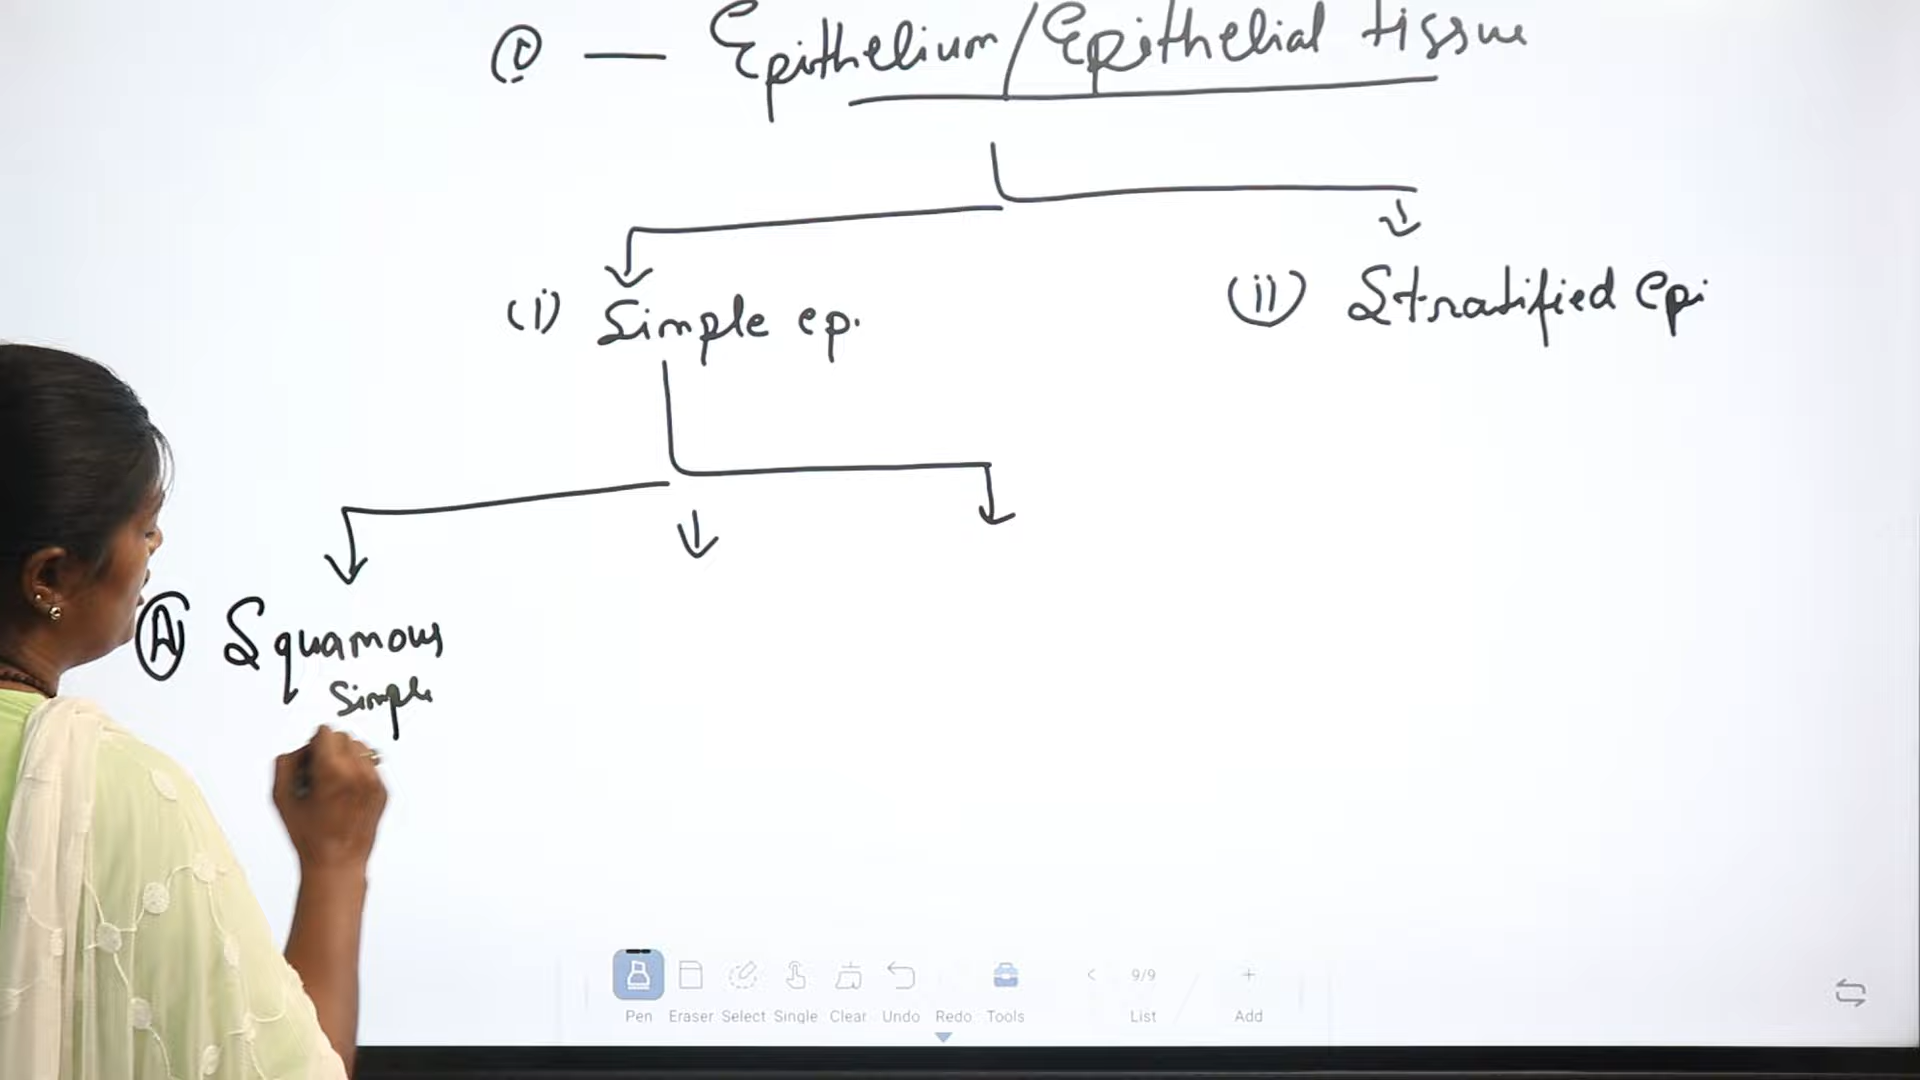 ① — Epithelium/Epithelial tissue
(i) Simple ep.
(ii) Stratified Epi
Ⓐ Squamous
Simple
Pen Eraser Select Single Clear Undo Redo Tools < 9/9 List + Add